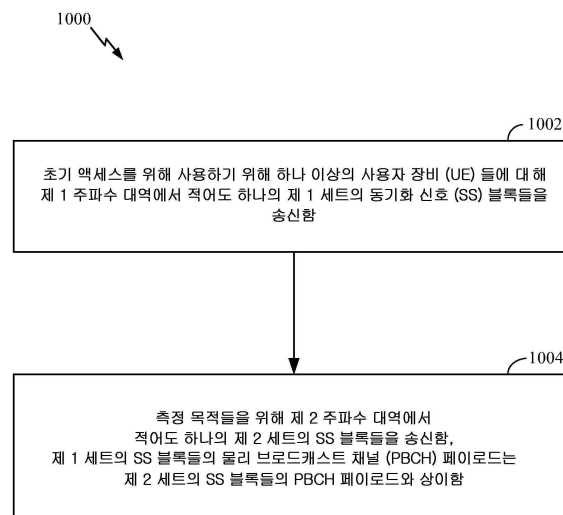 1000
1002
초기 액세스를 위해 사용하기 위해 하나 이상의 사용자 장비 (UE) 들에 대해
제 1 주파수 대역에서 적어도 하나의 제 1 세트의 동기화 신호 (SS) 블록들을
송신함
1004
측정 목적들을 위해 제 2 주파수 대역에서
적어도 하나의 제 2 세트의 SS 블록들을 송신함,
제 1 세트의 SS 블록들의 물리 브로드캐스트 채널 (PBCH) 페이로드는
제 2 세트의 SS 블록들의 PBCH 페이로드와 상이함